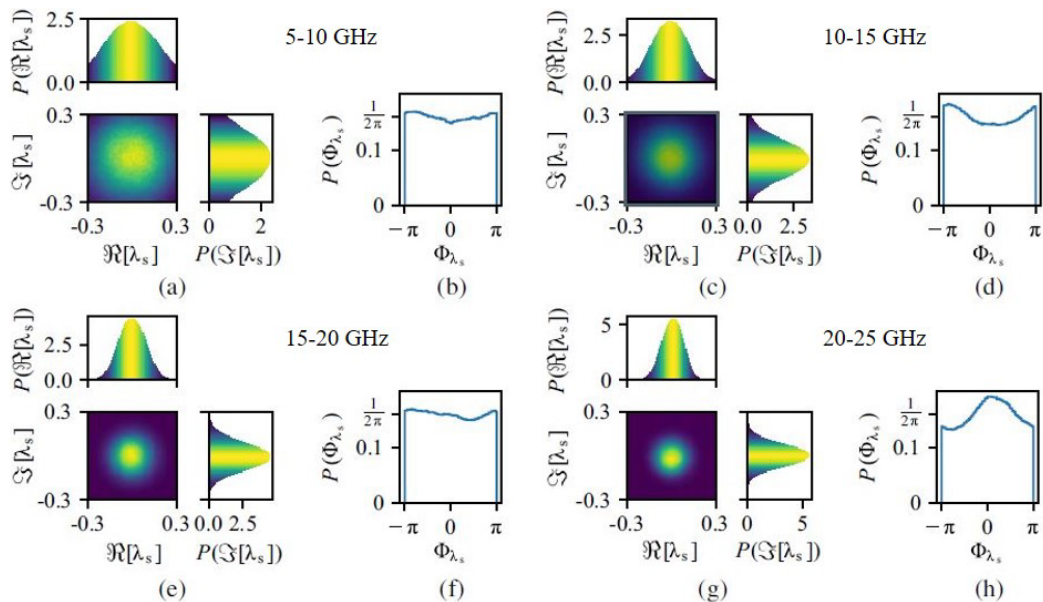 5-10 GHz
P(ℜ[λs])
2.5
0.0
ℑ[λs]
0.3
-0.3
-0.3
0.3
ℜ[λs]
0
2
P(ℑ[λs])
(a)
P(Φλs)
1/2π
0.1
0
−π
0
π
Φλs
(b)
10-15 GHz
P(ℜ[λs])
2.5
0.0
ℑ[λs]
0.3
-0.3
-0.3
0.3
ℜ[λs]
0.0
2.5
P(ℑ[λs])
(c)
P(Φλs)
1/2π
0.1
0
−π
0
π
Φλs
(d)
15-20 GHz
P(ℜ[λs])
2.5
0.0
ℑ[λs]
0.3
-0.3
-0.3
0.3
ℜ[λs]
0.0
2.5
P(ℑ[λs])
(e)
P(Φλs)
1/2π
0.1
0
−π
0
π
Φλs
(f)
20-25 GHz
P(ℜ[λs])
5
0
ℑ[λs]
0.3
-0.3
-0.3
0.3
ℜ[λs]
0
5
P(ℑ[λs])
(g)
P(Φλs)
1/2π
0.1
0
−π
0
π
Φλs
(h)